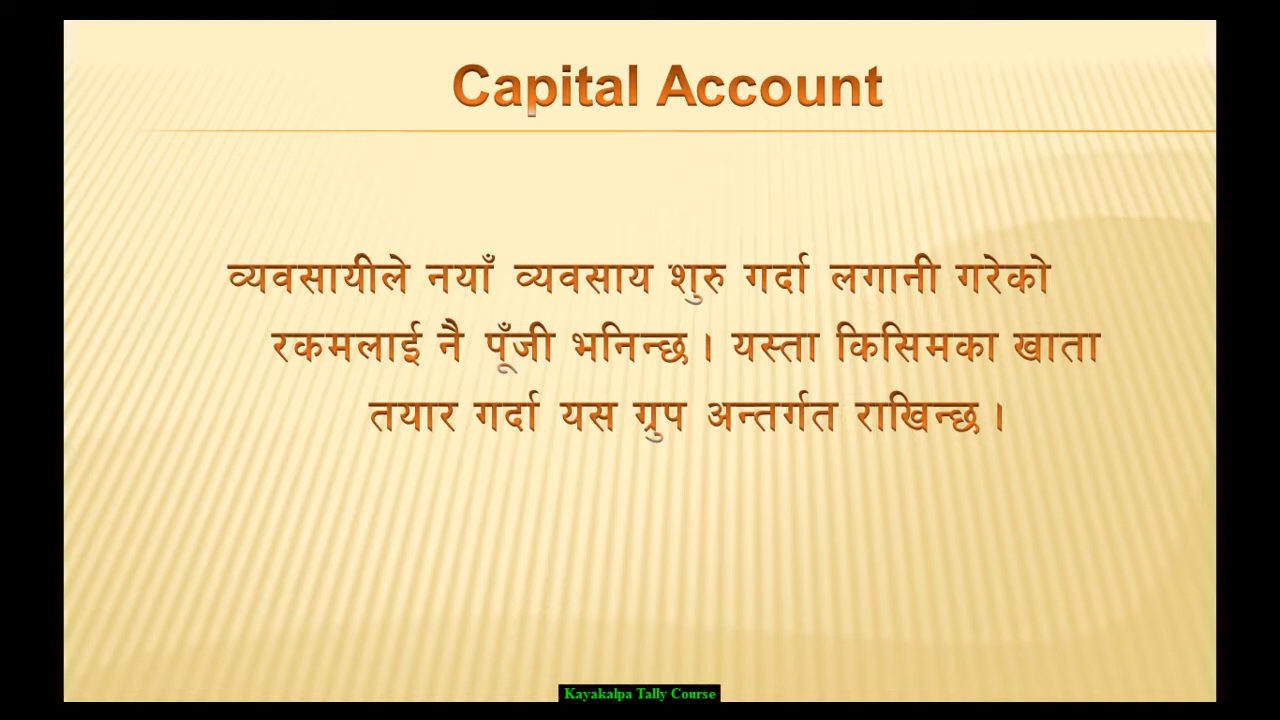 Capital Account
व्यवसायीले नयाँ व्यवसाय शुरु गर्दा लगानी गरेको
रकमलाई नै पूँजी भनिन्छ । यस्ता किसिमका खाता
तयार गर्दा यस ग्रुप अन्तर्गत राखिन्छ ।
Kayakalpa Tally Course